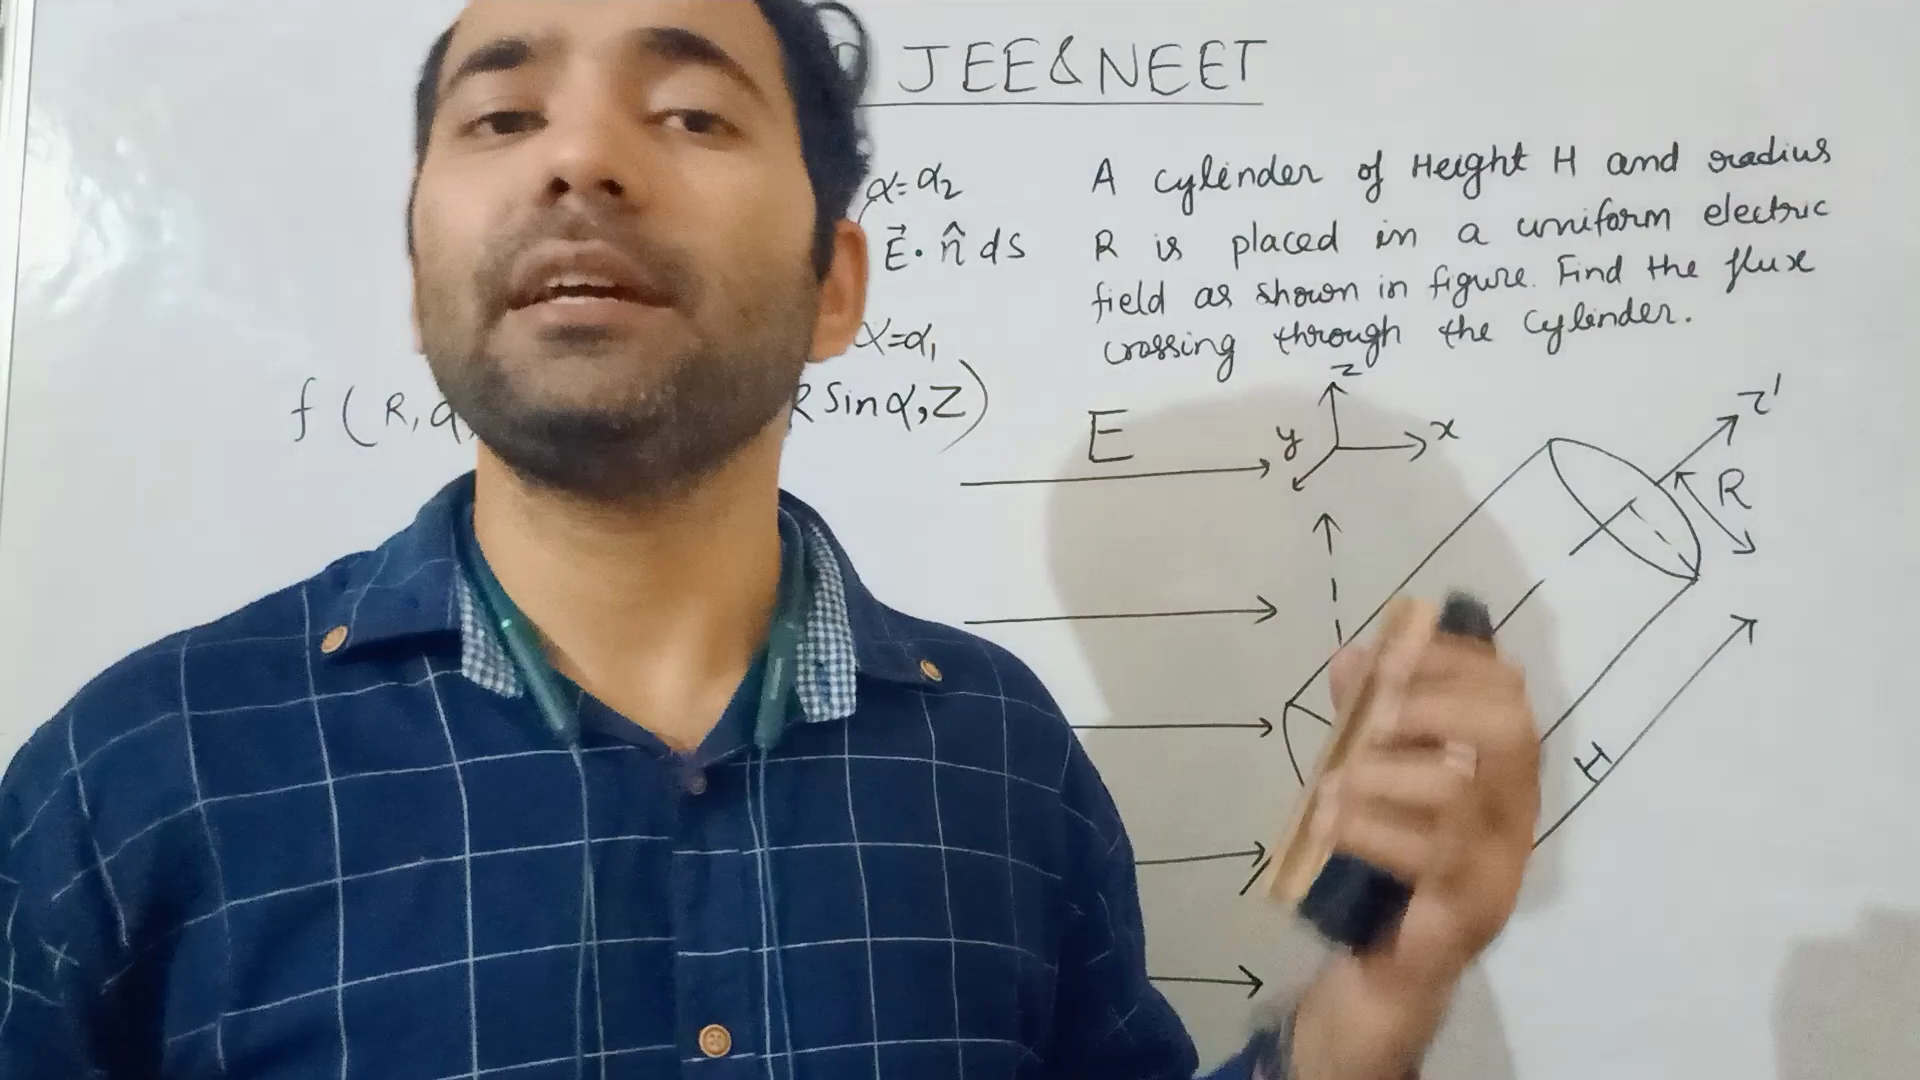 JEE & NEET
α=α2
E⃗ · n̂ ds
α=α1
f (R, α
R Sinα, Z)
A cylinder of Height H and radius
R is placed in a uniform electric
field as shown in figure. Find the flux
crossing through the cylinder.
E
z
y
x
z'
R
H